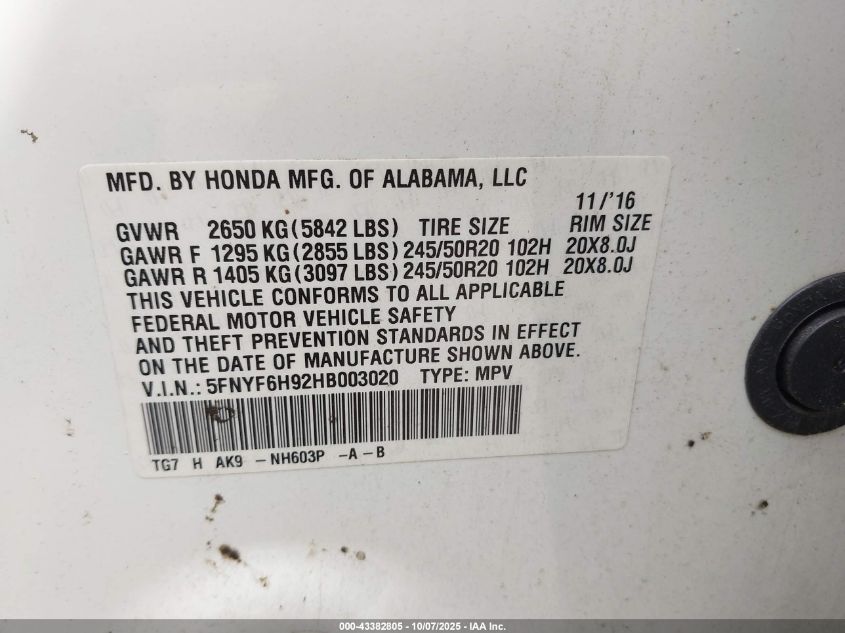 MFD. BY HONDA MFG. OF ALABAMA, LLC
11/'16
GVWR 2650 KG(5842 LBS) TIRE SIZE RIM SIZE
GAWR F 1295 KG(2855 LBS) 245/50R20 102H 20X8.0J
GAWR R 1405 KG(3097 LBS) 245/50R20 102H 20X8.0J
THIS VEHICLE CONFORMS TO ALL APPLICABLE
FEDERAL MOTOR VEHICLE SAFETY
AND THEFT PREVENTION STANDARDS IN EFFECT
ON THE DATE OF MANUFACTURE SHOWN ABOVE.
V.I.N.: 5FNYF6H92HB003020 TYPE: MPV
TG7 H AK9 -NH603P -A-B
000-43382805 - 10/07/2025 - IAA Inc.